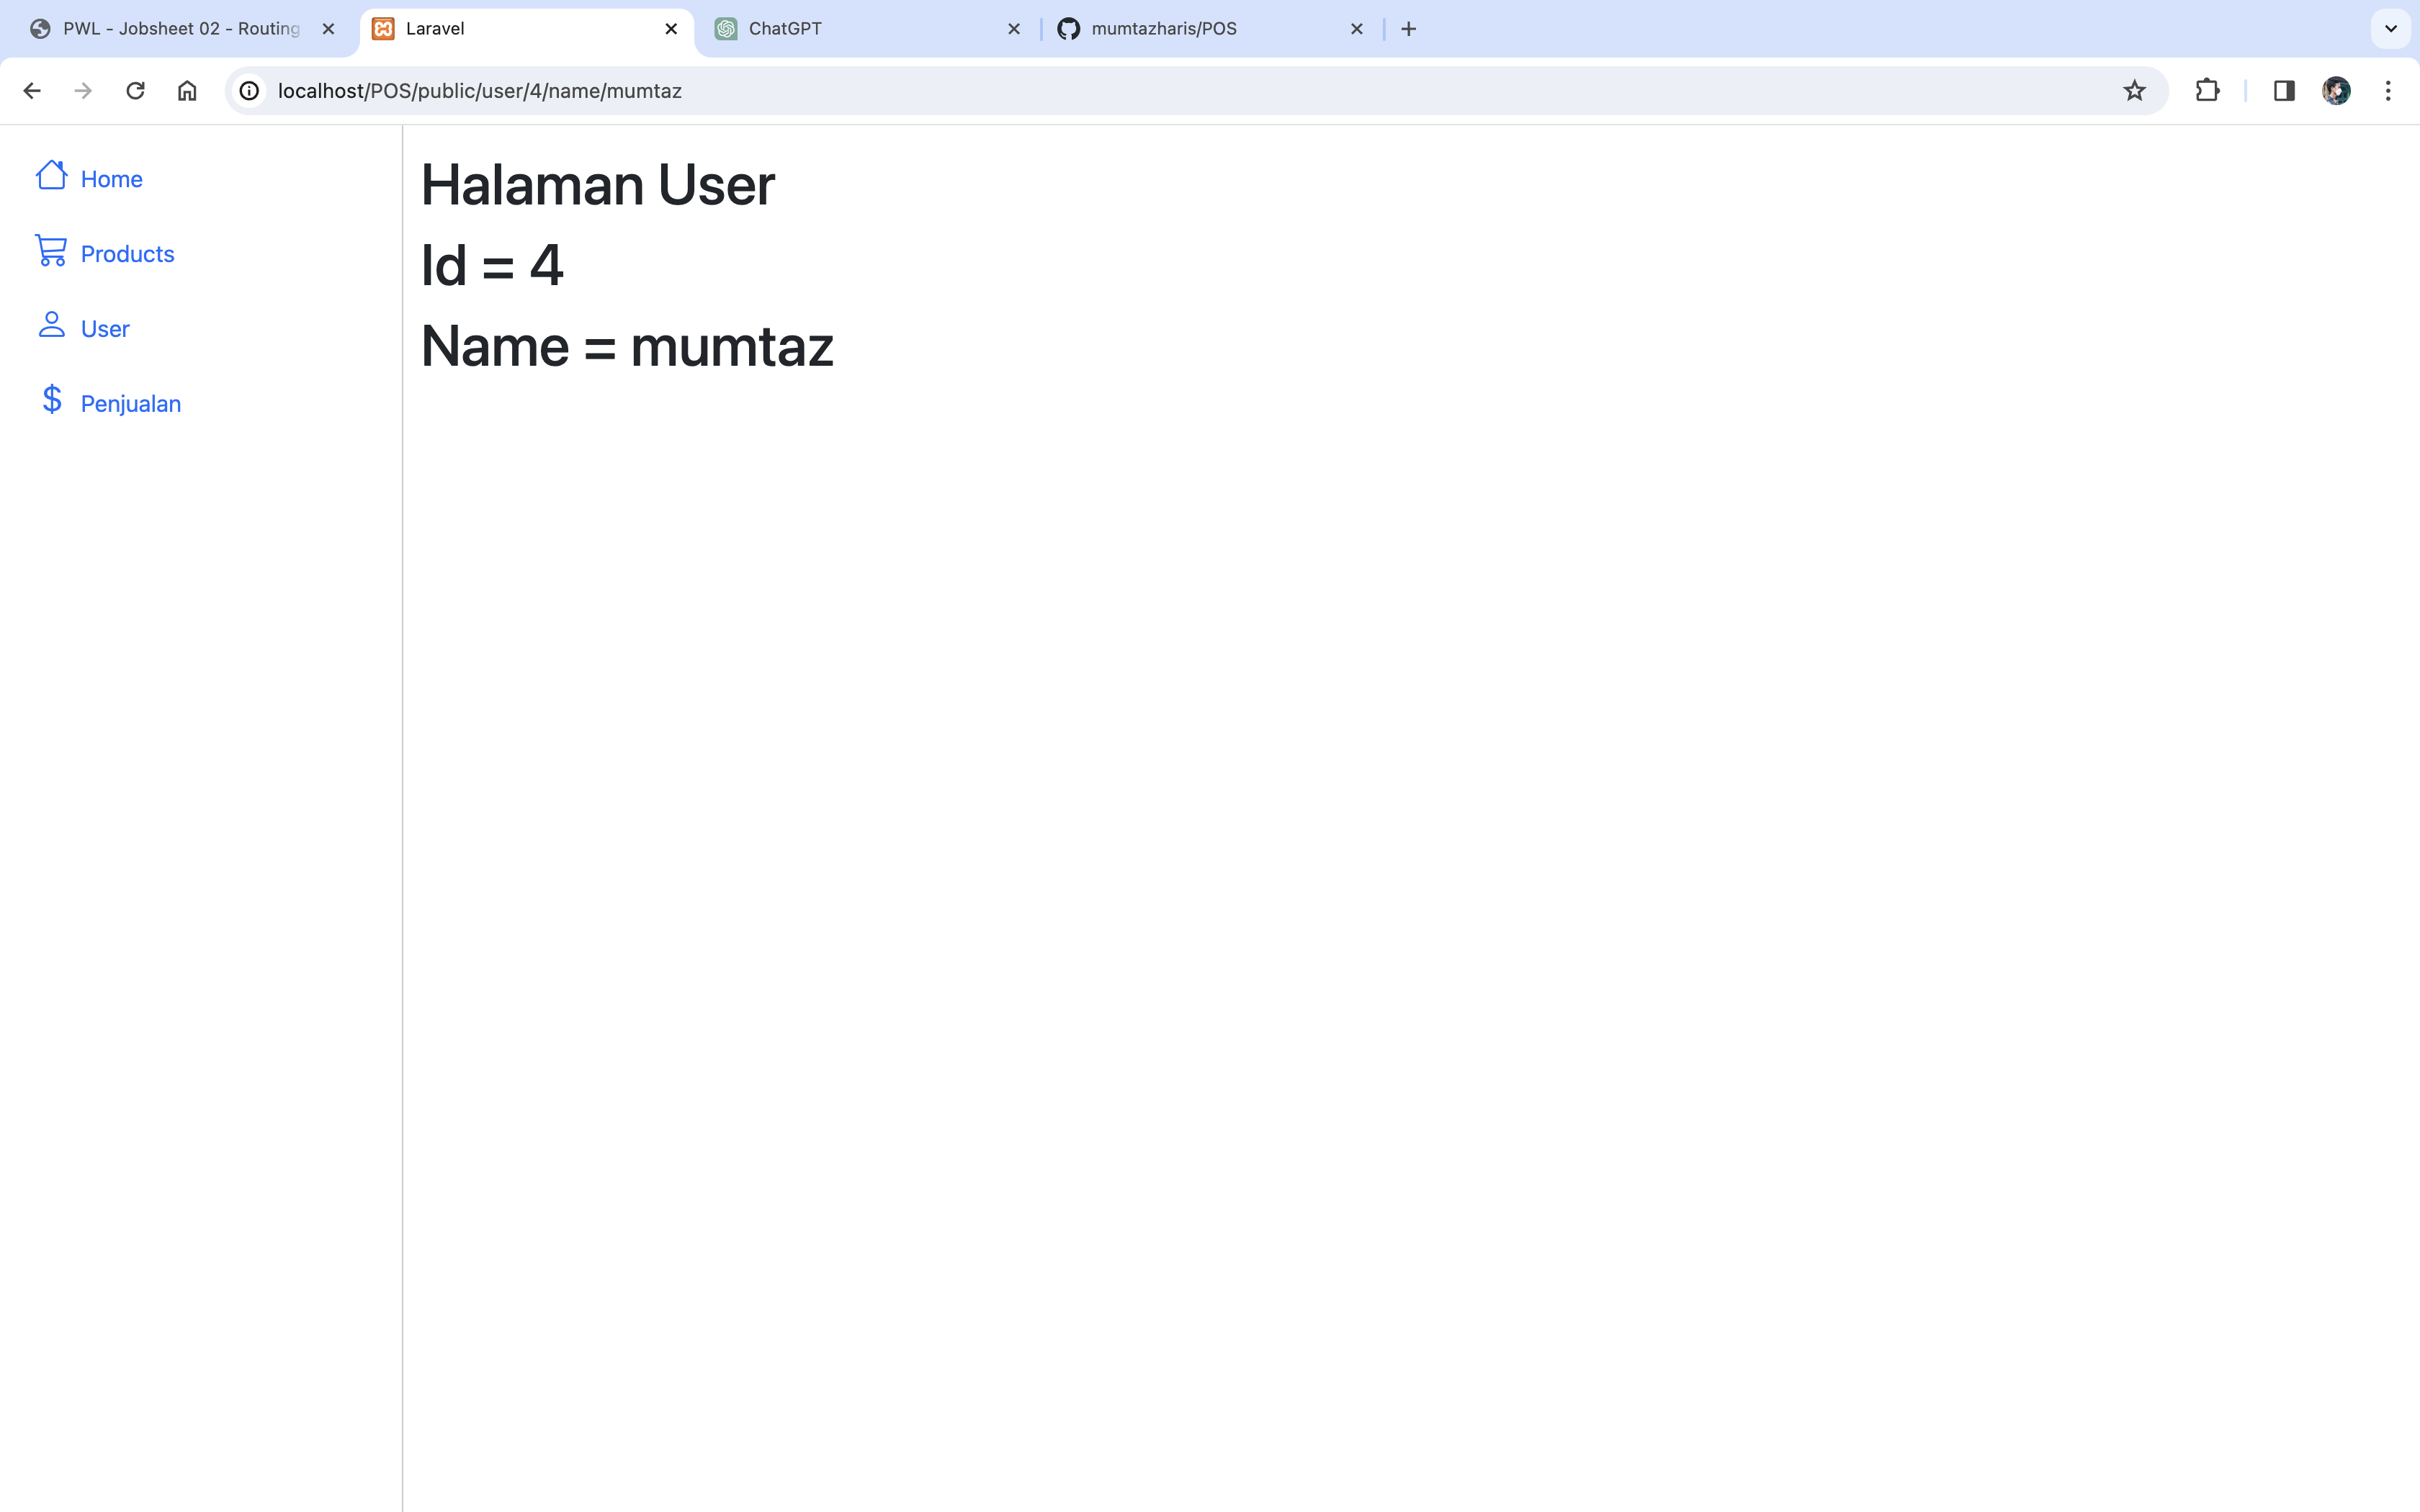 PWL - Jobsheet 02 - Routing
Laravel
ChatGPT
mumtazharis/POS
localhost/POS/public/user/4/name/mumtaz
Home
Products
User
Penjualan
Halaman User
Id = 4
Name = mumtaz